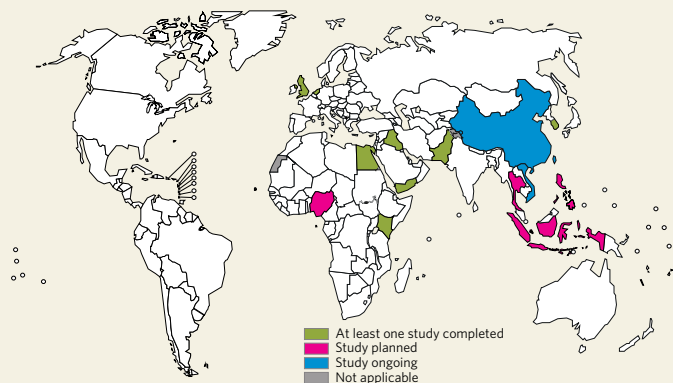 At least one study completed
Study planned
Study ongoing
Not applicable